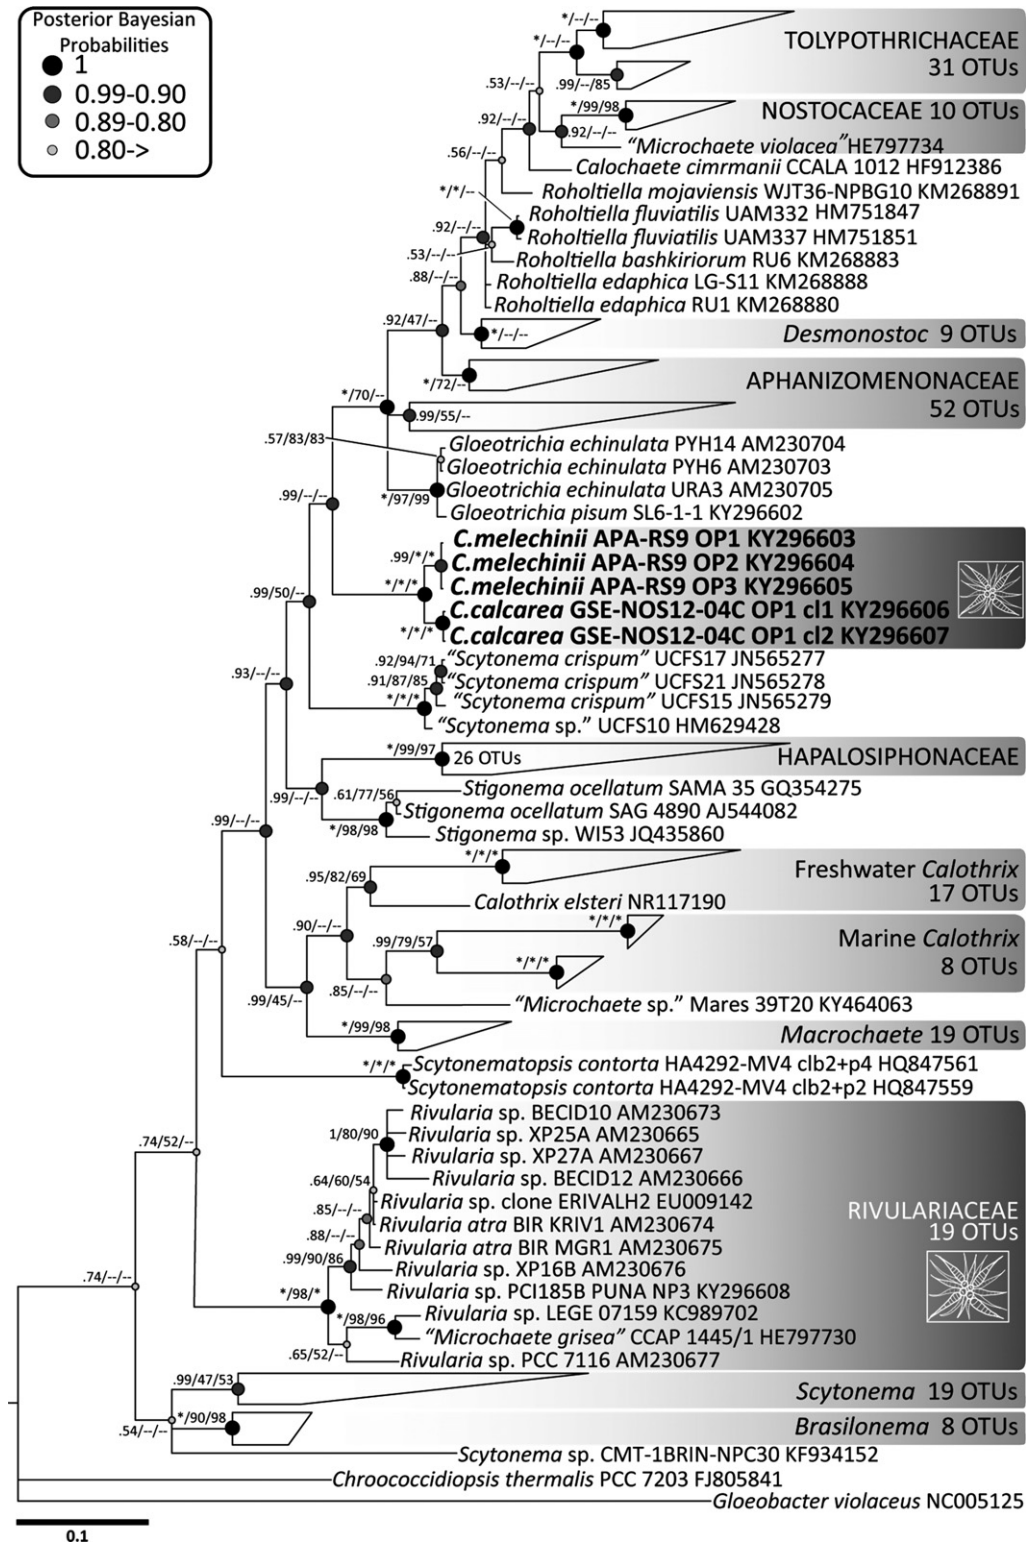 Posterior Bayesian
Probabilities
1
0.99-0.90
0.89-0.80
0.80->
*/--/--
*/--/--
TOLYPOTHRICHACEAE
31 OTUs
.99/--/85
.53/--/--
*/99/98
NOSTOCACEAE 10 OTUs
.92/--/--
.92/--/--
“Microchaete violacea” HE797734
.56/--/--
Calochaete cimrmanii CCALA 1012 HF912386
*/*/--
Roholtiella mojaviensis WJT36-NPBG10 KM268891
Roholtiella fluviatilis UAM332 HM751847
.92/--/--
Roholtiella fluviatilis UAM337 HM751851
.53/--/--
Roholtiella bashkiriorum RU6 KM268883
.88/--/--
Roholtiella edaphica LG-S11 KM268888
Roholtiella edaphica RU1 KM268880
.92/47/--
*/--/--
Desmonostoc 9 OTUs
*/72/--
APHANIZOMENONACEAE
52 OTUs
*/70/--
.99/55/--
.57/83/83
Gloeotrichia echinulata PYH14 AM230704
Gloeotrichia echinulata PYH6 AM230703
Gloeotrichia echinulata URA3 AM230705
.99/--/--
*/97/99
Gloeotrichia pisum SL6-1-1 KY296602
C.melechinii APA-RS9 OP1 KY296603
.99/*/*
C.melechinii APA-RS9 OP2 KY296604
*/*/*
C.melechinii APA-RS9 OP3 KY296605
.99/50/--
C.calcarea GSE-NOS12-04C OP1 cl1 KY296606
*/*/*
C.calcarea GSE-NOS12-04C OP1 cl2 KY296607
.92/94/71
“Scytonema crispum” UCFS17 JN565277
.93/--/--
.91/87/85
“Scytonema crispum” UCFS21 JN565278
*/*/*
“Scytonema crispum” UCFS15 JN565279
“Scytonema sp.” UCFS10 HM629428
*/99/97
26 OTUs
HAPALOSIPHONACEAE
.99/--/--
.61/77/56
Stigonema ocellatum SAMA 35 GQ354275
Stigonema ocellatum SAG 4890 AJ544082
.99/--/--
*/98/98
Stigonema sp. WI53 JQ435860
*/*/*
Freshwater Calothrix
17 OTUs
.95/82/69
Calothrix elsteri NR117190
.90/--/--
*/*/*
Marine Calothrix
8 OTUs
.99/79/57
.58/--/--
*/*/*
.85/--/--
.99/45/--
“Microchaete sp.” Mares 39T20 KY464063
*/99/98
Macrochaete 19 OTUs
*/*/*
Scytonematopsis contorta HA4292-MV4 clb2+p4 HQ847561
Scytonematopsis contorta HA4292-MV4 clb2+p2 HQ847559
Rivularia sp. BECID10 AM230673
1/80/90
Rivularia sp. XP25A AM230665
.74/52/--
Rivularia sp. XP27A AM230667
.64/60/54
Rivularia sp. BECID12 AM230666
.85/--/--
Rivularia sp. clone ERIVALH2 EU009142
RIVULARIACEAE
19 OTUs
Rivularia atra BIR KRIV1 AM230674
.88/--/--
Rivularia atra BIR MGR1 AM230675
.99/90/86
Rivularia sp. XP16B AM230676
.74/--/--
*/98/*
Rivularia sp. PCI185B PUNA NP3 KY296608
*/98/96
Rivularia sp. LEGE 07159 KC989702
“Microchaete grisea” CCAP 1445/1 HE797730
.65/52/--
Rivularia sp. PCC 7116 AM230677
.99/47/53
Scytonema 19 OTUs
*/90/98
Brasilonema 8 OTUs
.54/--/--
Scytonema sp. CMT-1BRIN-NPC30 KF934152
Chroococcidiopsis thermalis PCC 7203 FJ805841
Gloeobacter violaceus NC005125
0.1